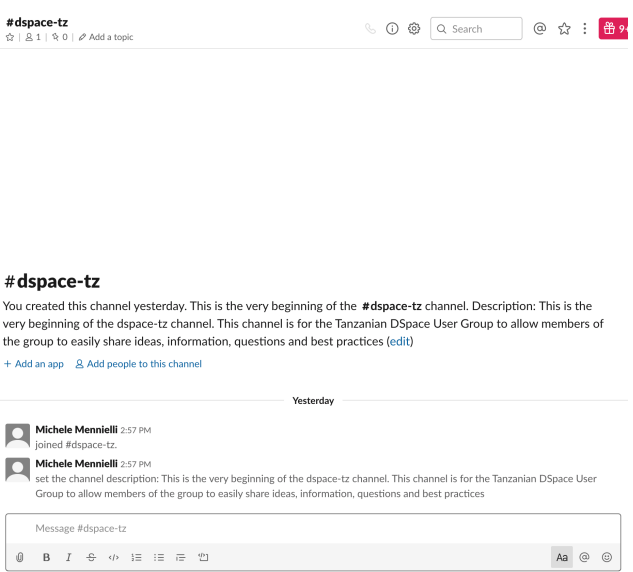 #dspace-tz
1 | 0 | Add a topic
Search
9+
#dspace-tz
You created this channel yesterday. This is the very beginning of the #dspace-tz channel. Description: This is the
very beginning of the dspace-tz channel. This channel is for the Tanzanian DSpace User Group to allow members of
the group to easily share ideas, information, questions and best practices (edit)
+ Add an app Add people to this channel
Yesterday
Michele Mennielli 2:57 PM
joined #dspace-tz.
Michele Mennielli 2:57 PM
set the channel description: This is the very beginning of the dspace-tz channel. This channel is for the Tanzanian DSpace User
Group to allow members of the group to easily share ideas, information, questions and best practices
Message #dspace-tz
B I S </> Aa @